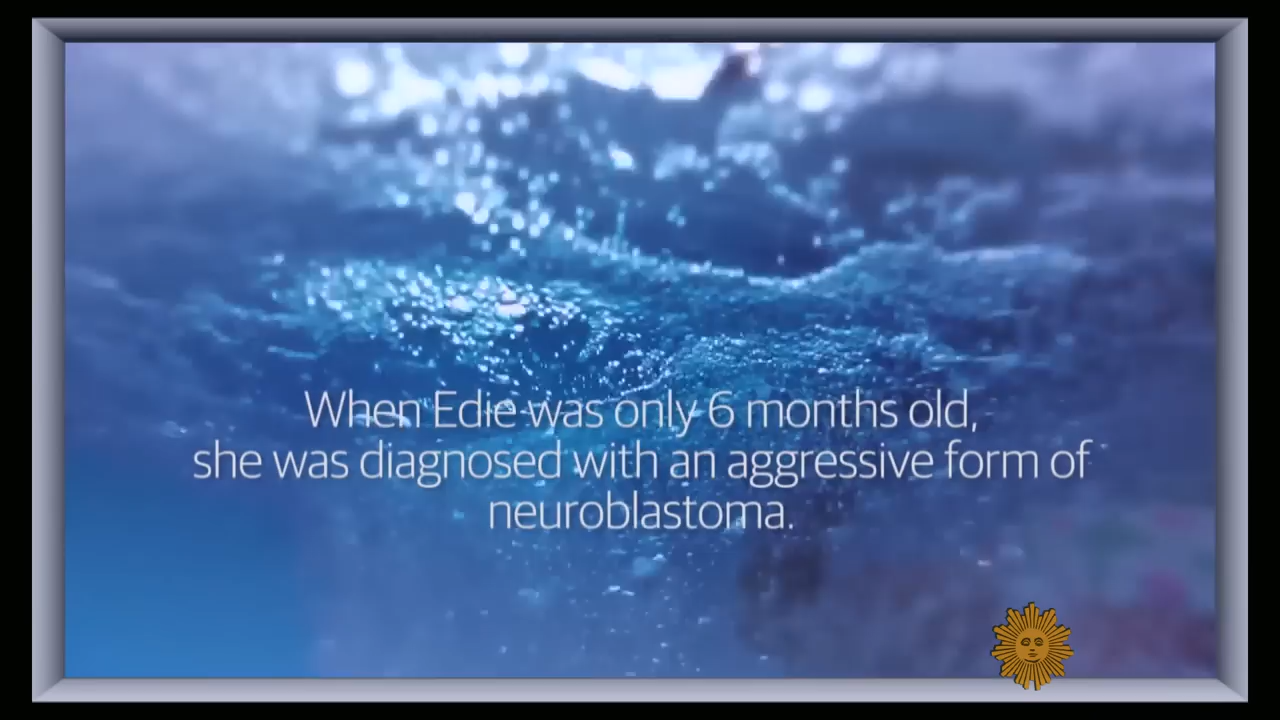 When Edie was only 6 months old,
she was diagnosed with an aggressive form of
neuroblastoma.